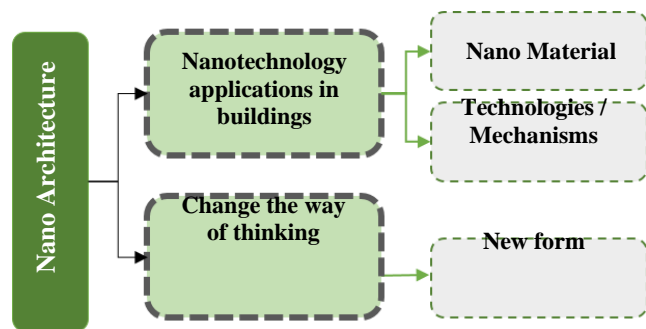 Nano Architecture
Nanotechnology
applications in
buildings
Nano Material
Technologies /
Mechanisms
Change the way
of thinking
New form